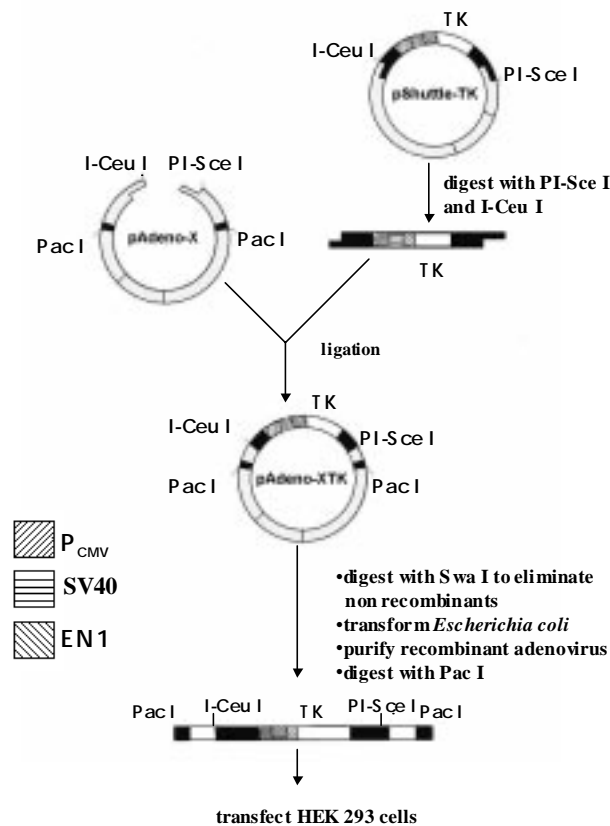 TK
I-Ceu I
PI-Sce I
pShuttle-TK
I-Ceu I
PI-Sce I
digest with PI-Sce I
and I-Ceu I
Pac I
pAdeno-X
Pac I
TK
ligation
TK
I-Ceu I
PI-Sce I
Pac I
pAdeno-XTK
Pac I
PCMV
SV40
EN1
•digest with Swa I to eliminate
non recombinants
•transform Escherichia coli
•purify recombinant adenovirus
•digest with Pac I
Pac I
I-Ceu I
TK
PI-Sce I
Pac I
transfect HEK 293 cells